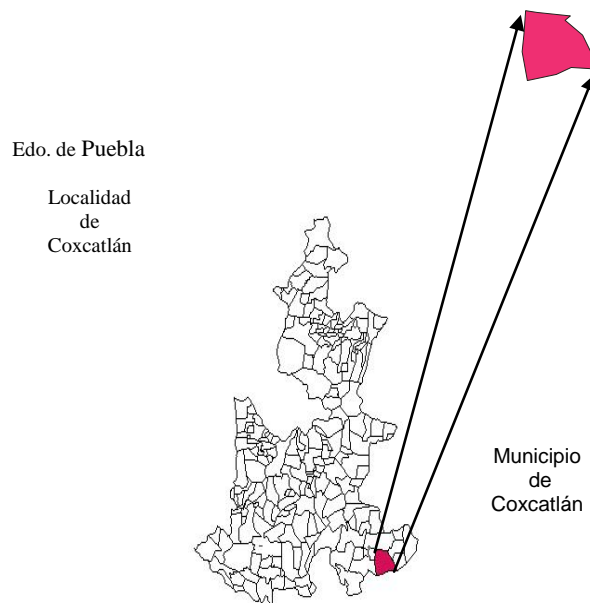 Edo. de Puebla
Localidad
de
Coxcatlán
Municipio
de
Coxcatlán